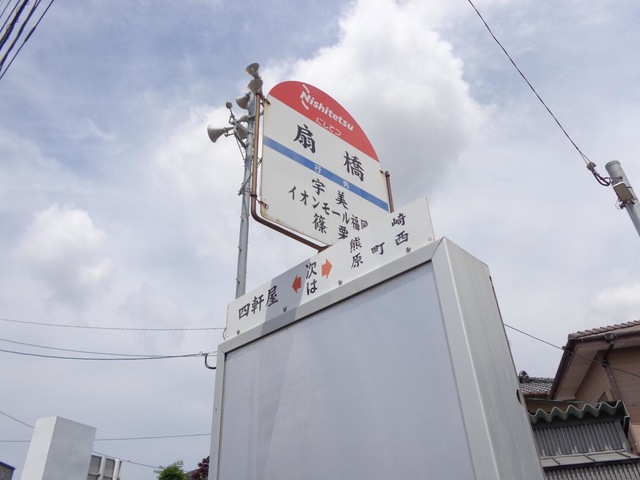 Nishitetsu
にしてつ
扇橋
行先
宇美
イオンモール福岡
篠栗
四軒屋
次は
熊原
町
崎
西